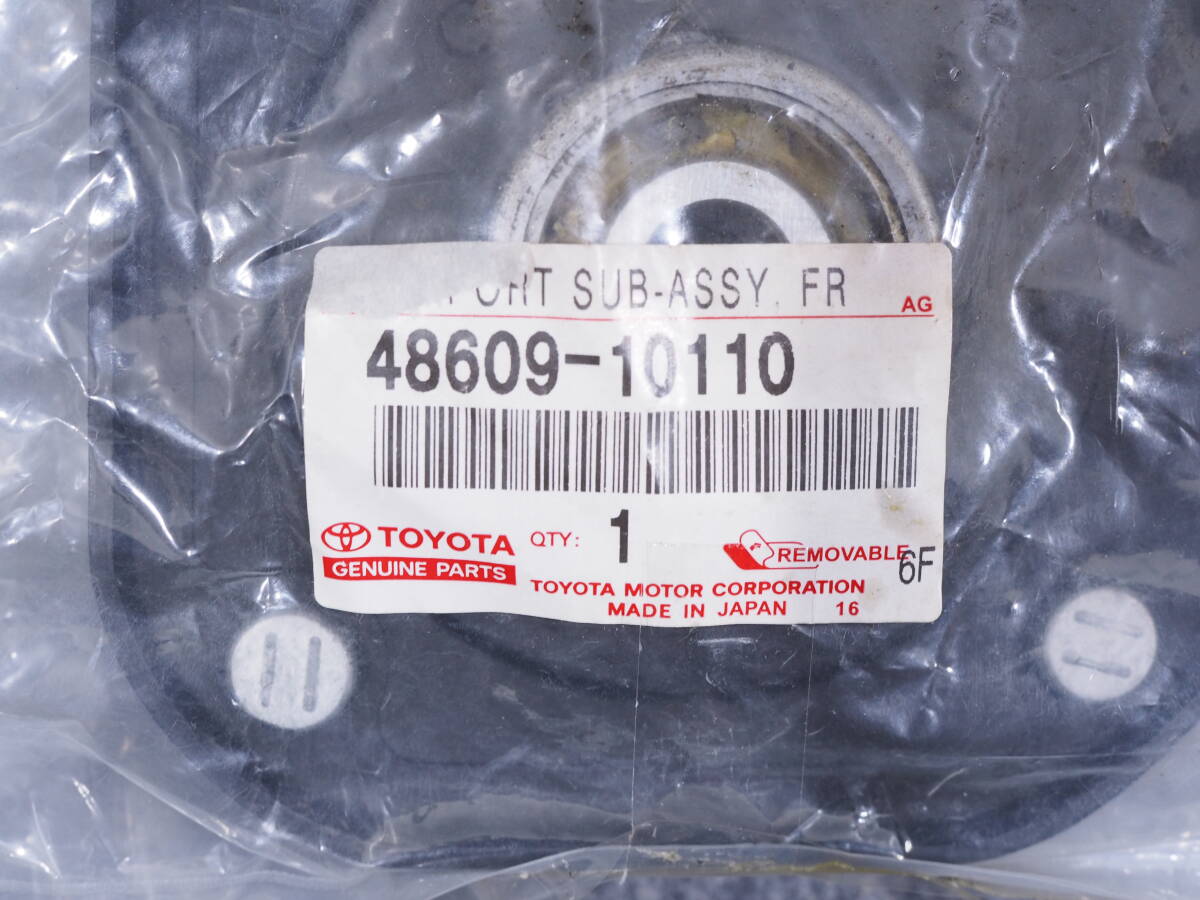 SUB-ASSY, FR
AG
48609-10110
TOYOTA
GENUINE PARTS
QTY: 1
REMOVABLE
6F
TOYOTA MOTOR CORPORATION
MADE IN JAPAN 16